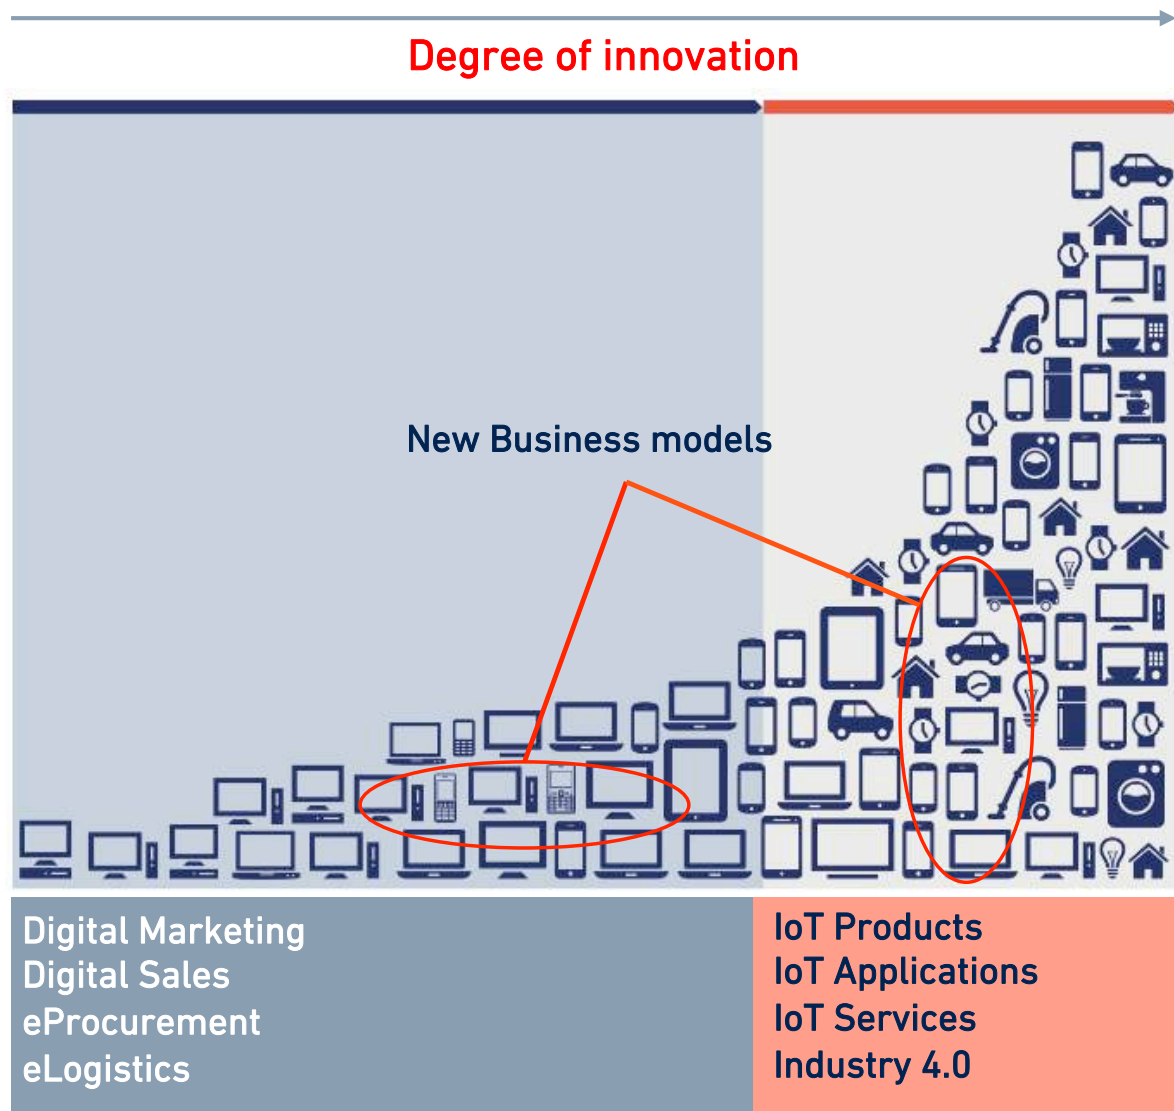 Degree of innovation
New Business models
Digital Marketing
Digital Sales
eProcurement
eLogistics
IoT Products
IoT Applications
IoT Services
Industry 4.0